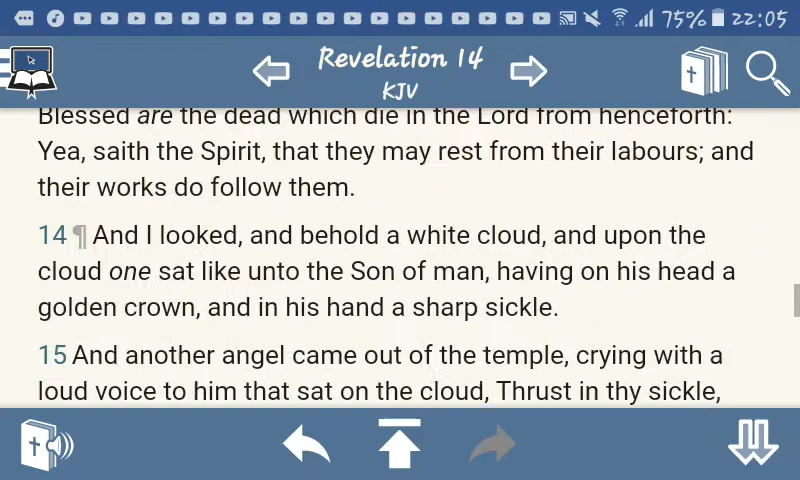 75% 22:05
Revelation 14
KJV
Blessed are the dead which die in the Lord from henceforth:
Yea, saith the Spirit, that they may rest from their labours; and
their works do follow them.
14 ¶ And I looked, and behold a white cloud, and upon the
cloud one sat like unto the Son of man, having on his head a
golden crown, and in his hand a sharp sickle.
15 And another angel came out of the temple, crying with a
loud voice to him that sat on the cloud, Thrust in thy sickle,